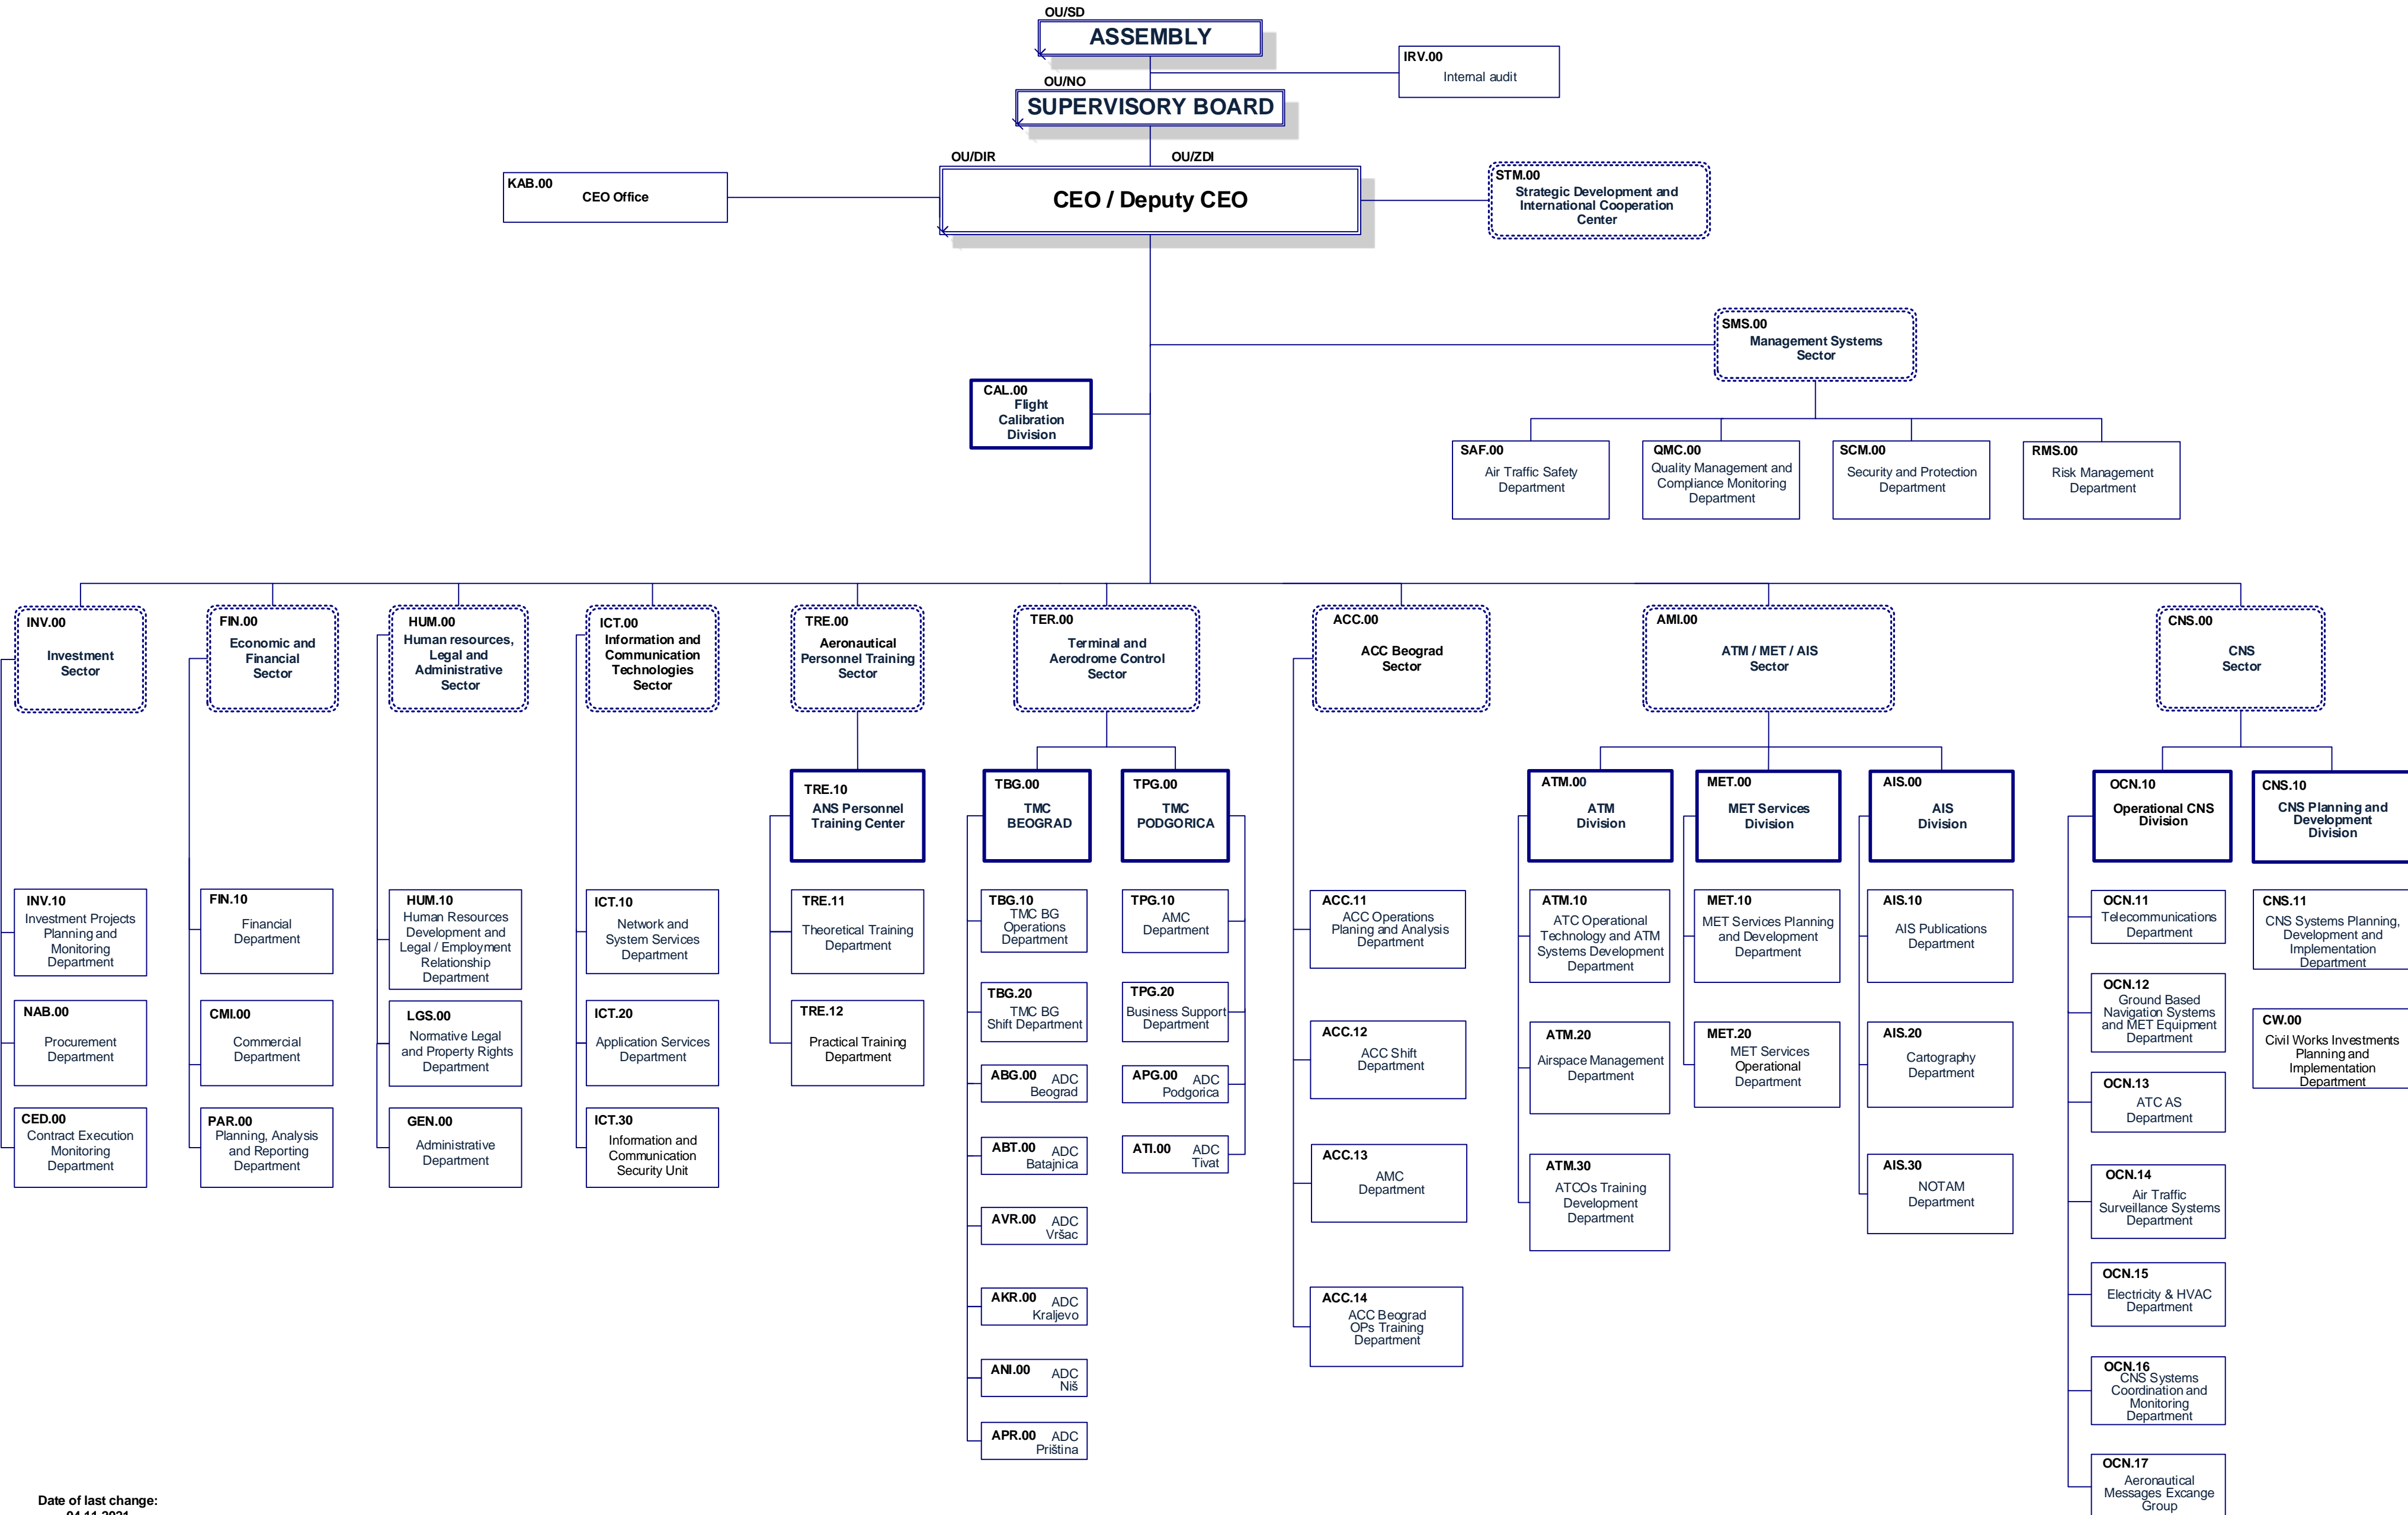 OU/SD
ASSEMBLY
IRV.00
Internal audit
OU/NO
SUPERVISORY BOARD
OU/DIR
OU/ZDI
KAB.00
CEO Office
CEO / Deputy CEO
STM.00
Strategic Development and
International Cooperation
Center
SMS.00
Management Systems
Sector
CAL.00
Flight
Calibration
Division
SAF.00
Air Traffic Safety
Department
QMC.00
Quality Management and
Compliance Monitoring
Department
SCM.00
Security and Protection
Department
RMS.00
Risk Management
Department
INV.00
Investment
Sector
FIN.00
Economic and
Financial
Sector
HUM.00
Human resources,
Legal and
Administrative
Sector
ICT.00
Information and
Communication
Technologies
Sector
TRE.00
Aeronautical
Personnel Training
Sector
TER.00
Terminal and
Aerodrome Control
Sector
ACC.00
ACC Beograd
Sector
AMI.00
ATM / MET / AIS
Sector
CNS.00
CNS
Sector
TRE.10
ANS Personnel
Training Center
TBG.00
TMC
BEOGRAD
TPG.00
TMC
PODGORICA
ATM.00
ATM
Division
MET.00
MET Services
Division
AIS.00
AIS
Division
OCN.10
Operational CNS
Division
CNS.10
CNS Planning and
Development
Division
INV.10
Investment Projects
Planning and
Monitoring
Department
NAB.00
Procurement
Department
CED.00
Contract Execution
Monitoring
Department
FIN.10
Financial
Department
CMI.00
Commercial
Department
PAR.00
Planning, Analysis
and Reporting
Department
HUM.10
Human Resources
Development and
Legal / Employment
Relationship
Department
LGS.00
Normative Legal
and Property Rights
Department
GEN.00
Administrative
Department
ICT.10
Network and
System Services
Department
ICT.20
Application Services
Department
ICT.30
Information and
Communication
Security Unit
TRE.11
Theoretical Training
Department
TRE.12
Practical Training
Department
TBG.10
TMC BG
Operations
Department
TBG.20
TMC BG
Shift Department
ABG.00 ADC
Beograd
ABT.00 ADC
Batajnica
AVR.00 ADC
Vršac
AKR.00 ADC
Kraljevo
ANI.00 ADC
Niš
APR.00 ADC
Priština
TPG.10
AMC
Department
TPG.20
Business Support
Department
APG.00 ADC
Podgorica
ATI.00 ADC
Tivat
ACC.11
ACC Operations
Planing and Analysis
Department
ACC.12
ACC Shift
Department
ACC.13
AMC
Department
ACC.14
ACC Beograd
OPs Training
Department
ATM.10
ATC Operational
Technology and ATM
Systems Development
Department
ATM.20
Airspace Management
Department
ATM.30
ATCOs Training
Development
Department
MET.10
MET Services Planning
and Development
Department
MET.20
MET Services
Operational
Department
AIS.10
AIS Publications
Department
AIS.20
Cartography
Department
AIS.30
NOTAM
Department
OCN.11
Telecommunications
Department
OCN.12
Ground Based
Navigation Systems
and MET Equipment
Department
OCN.13
ATC AS
Department
OCN.14
Air Traffic
Surveillance Systems
Department
OCN.15
Electricity & HVAC
Department
OCN.16
CNS Systems
Coordination and
Monitoring
Department
OCN.17
Aeronautical
Messages Excange
Group
CNS.11
CNS Systems Planning,
Development and
Implementation
Department
CW.00
Civil Works Investments
Planning and
Implementation
Department
Date of last change:
04.11.2021